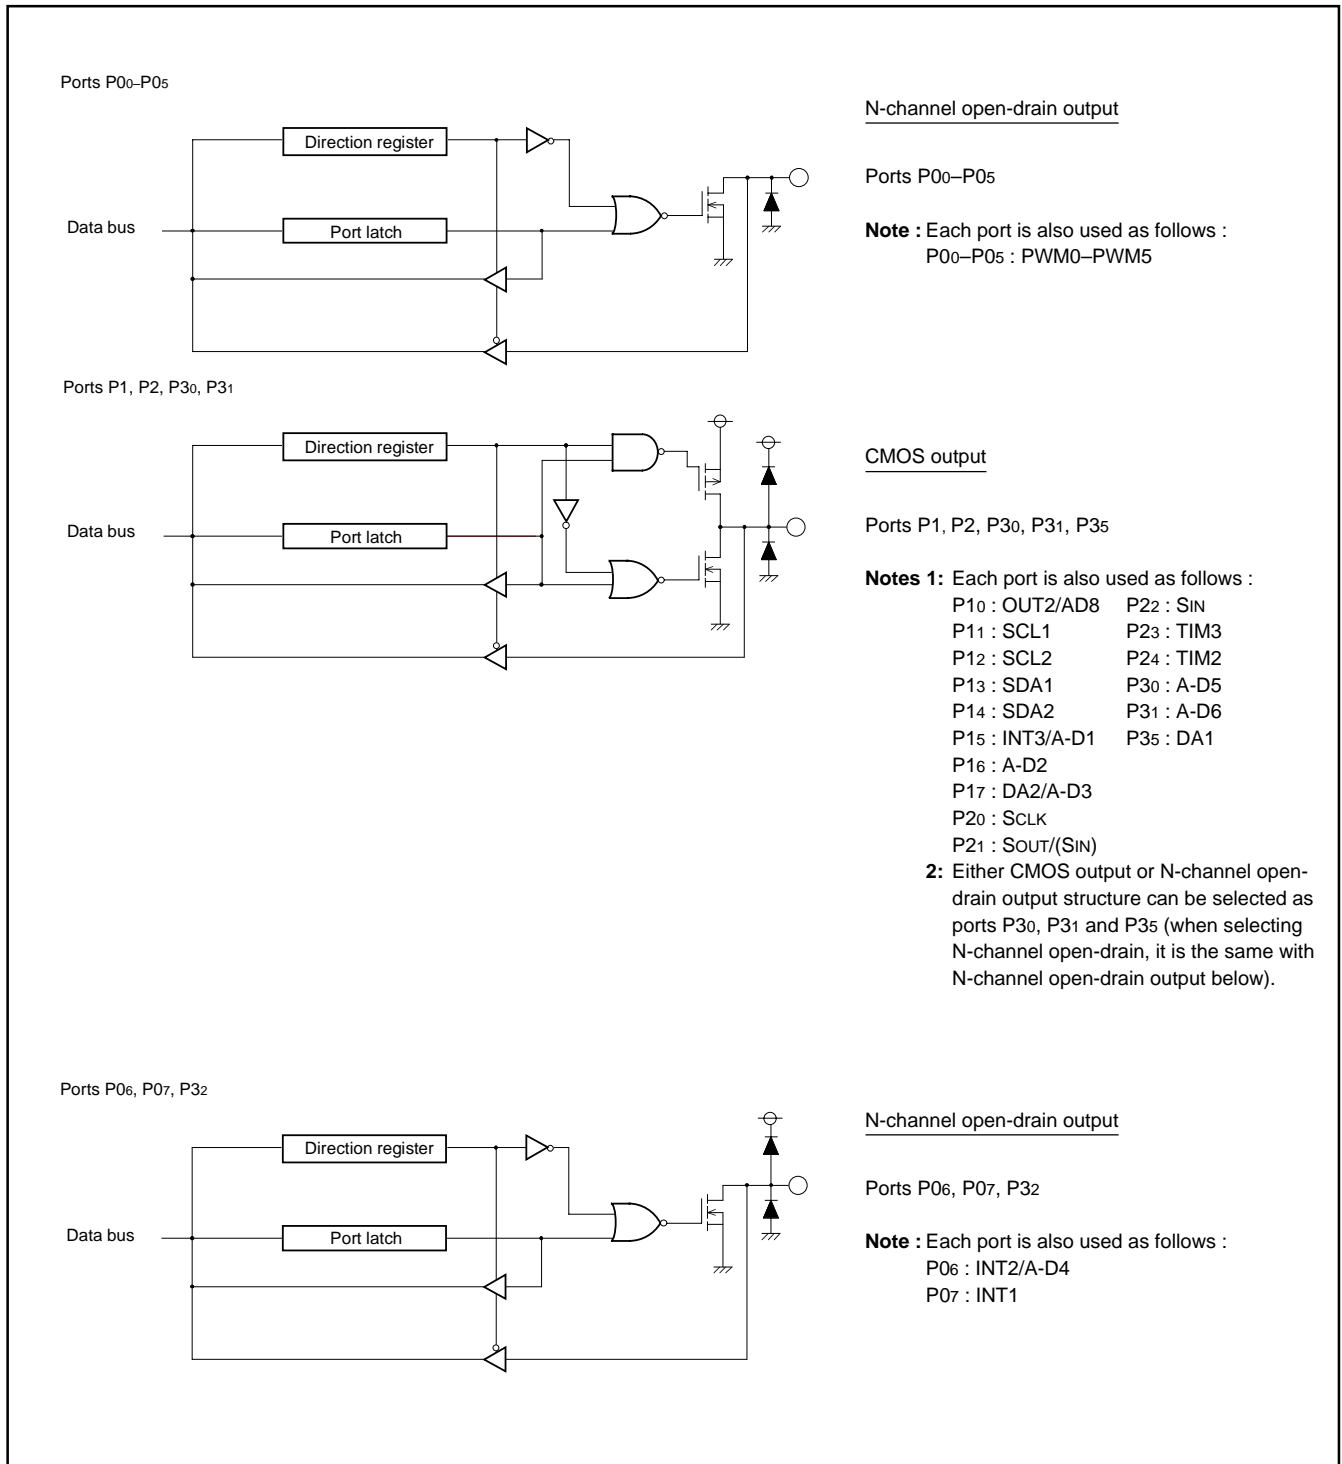 Ports P00–P05
Direction register
Port latch
Data bus
N-channel open-drain output
Ports P00–P05
Note : Each port is also used as follows :
P00–P05 : PWM0–PWM5
Ports P1, P2, P30, P31
Direction register
Data bus
Port latch
CMOS output
Ports P1, P2, P30, P31, P35
Notes 1: Each port is also used as follows :
P10 : OUT2/AD8 P22 : SIN
P11 : SCL1 P23 : TIM3
P12 : SCL2 P24 : TIM2
P13 : SDA1 P30 : A-D5
P14 : SDA2 P31 : A-D6
P15 : INT3/A-D1 P35 : DA1
P16 : A-D2
P17 : DA2/A-D3
P20 : SCLK
P21 : SOUT/(SIN)
2: Either CMOS output or N-channel open-
drain output structure can be selected as
ports P30, P31 and P35 (when selecting
N-channel open-drain, it is the same with
N-channel open-drain output below).
Ports P06, P07, P32
Direction register
Data bus
Port latch
N-channel open-drain output
Ports P06, P07, P32
Note : Each port is also used as follows :
P06 : INT2/A-D4
P07 : INT1